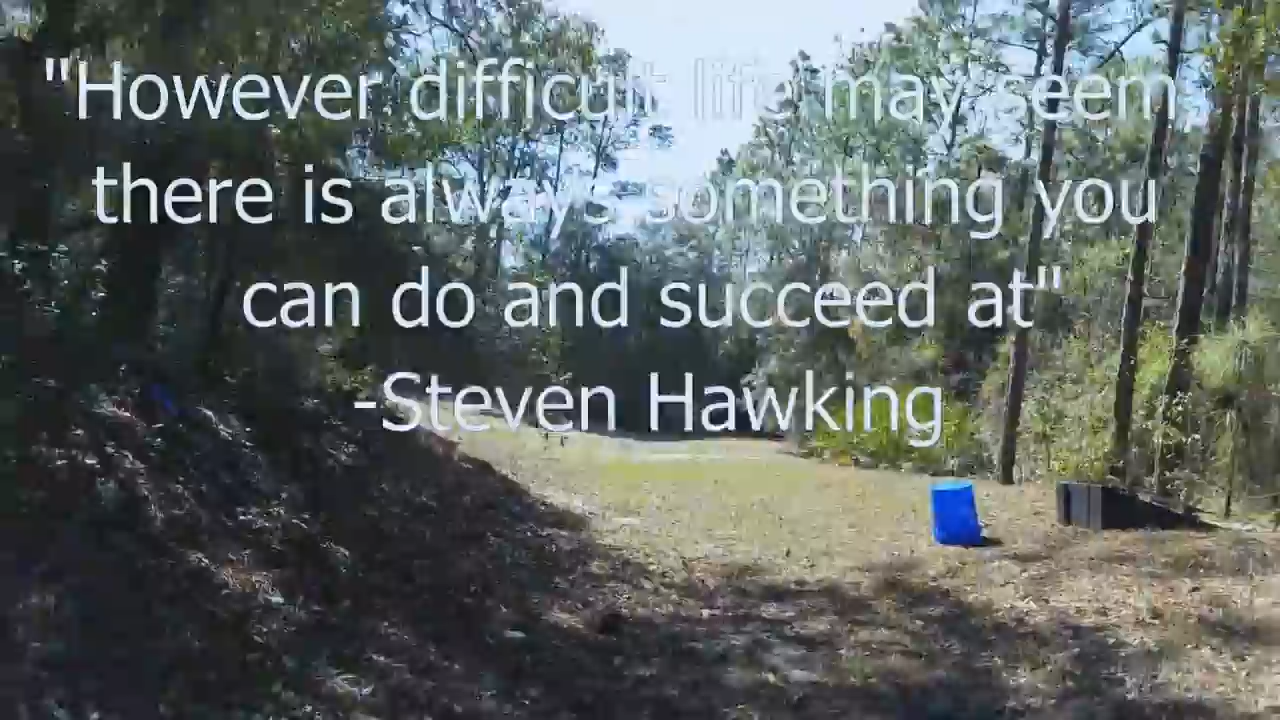 "However difficult life may seem
there is always something you
can do and succeed at"
-Steven Hawking